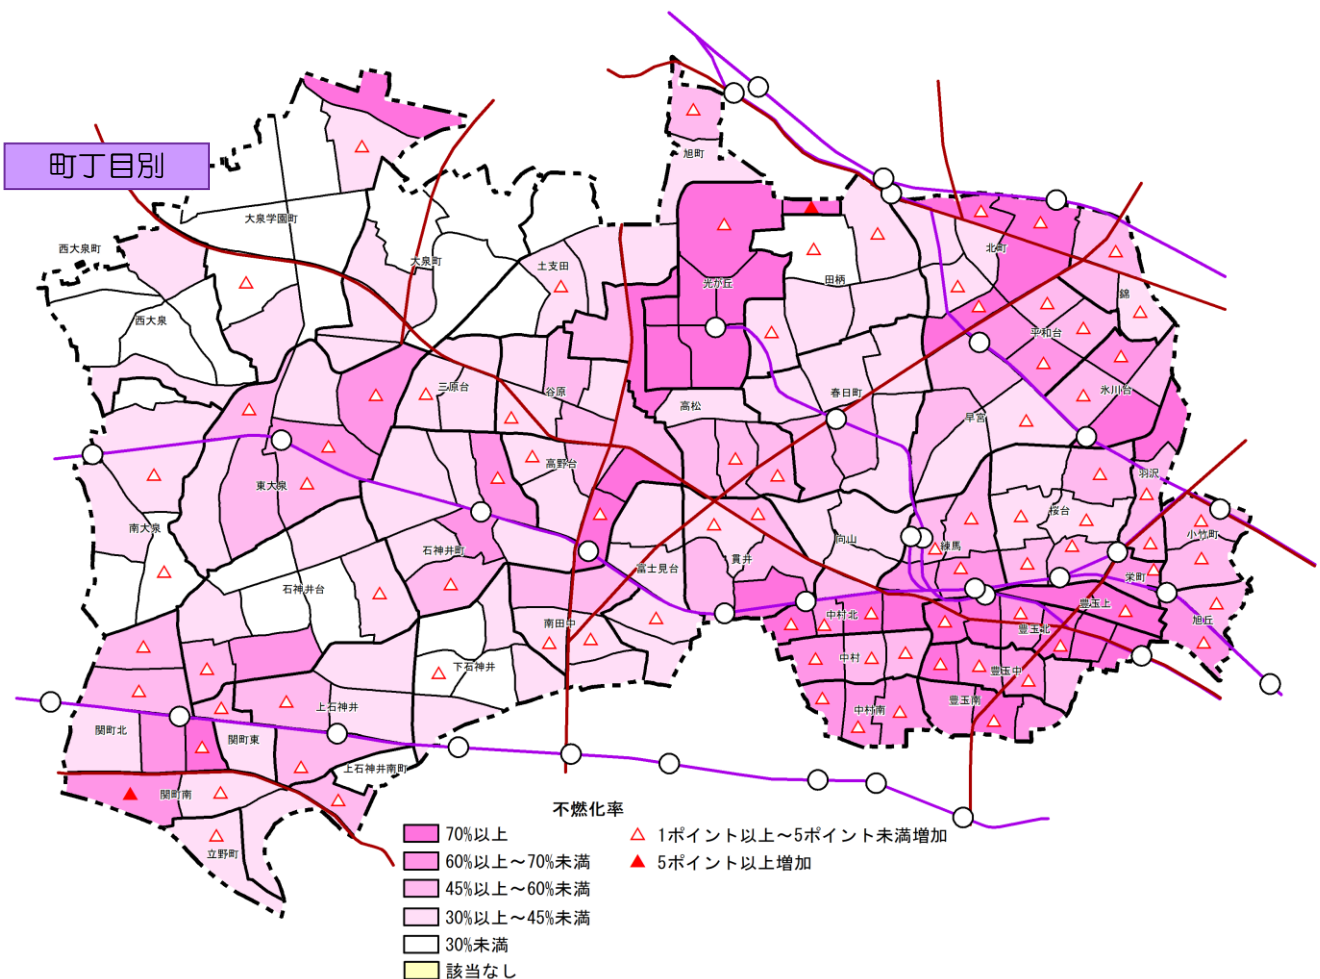 町丁目別
旭町
大泉学園町
西大泉町
大泉町
土支田
北町
光が丘
田柄
錦
西大泉
平和台
三原台
谷原
春日町
氷川台
高松
早宮
高野台
羽沢
東大泉
桜台
南大泉
小竹町
向山
練馬
石神井町
貫井
富士見台
栄町
石神井台
豊玉上
中村北
旭丘
南田中
豊玉北
中村
下石神井
豊玉中
上石神井
豊玉南
中村南
関町北
関町東
上石神井南町
関町南
立野町
不燃化率
70%以上
60%以上～70%未満
45%以上～60%未満
30%以上～45%未満
30%未満
該当なし
1ポイント以上～5ポイント未満増加
5ポイント以上増加